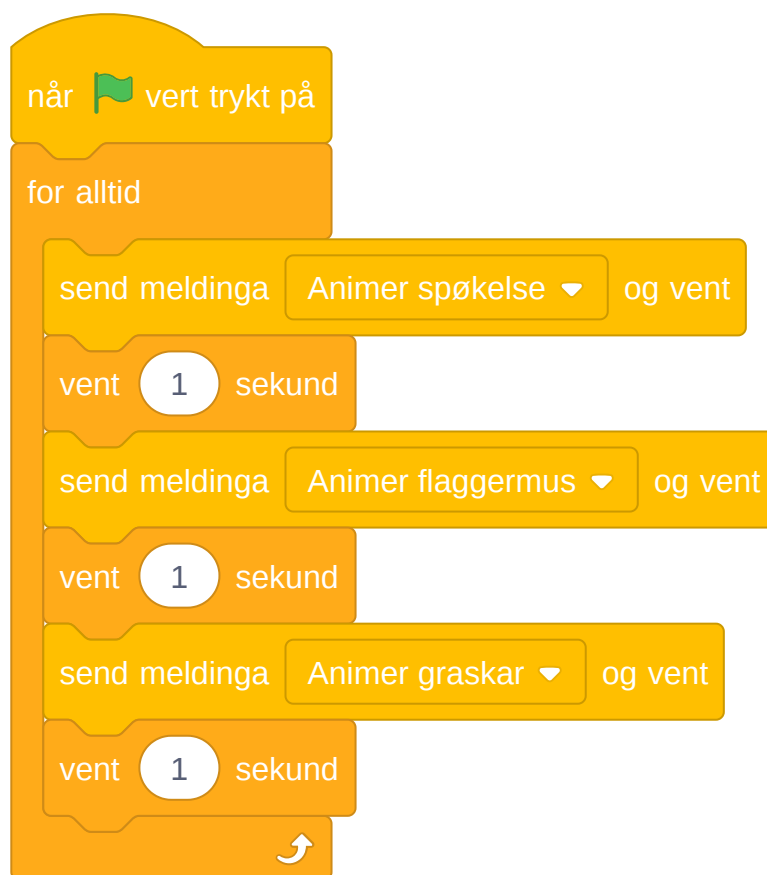 når vert trykt på
for alltid
send meldinga Animer spøkelse og vent
vent 1 sekund
send meldinga Animer flaggermus og vent
vent 1 sekund
send meldinga Animer graskar og vent
vent 1 sekund